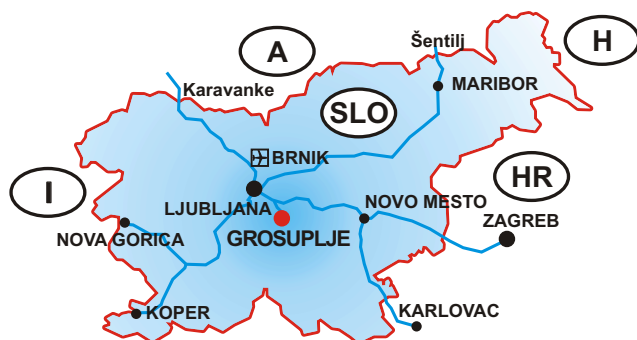 A
H
Šentilj
Karavanke
MARIBOR
SLO
BRNIK
I
HR
LJUBLJANA
NOVO MESTO
ZAGREB
NOVA GORICA
GROSUPLJE
KOPER
KARLOVAC